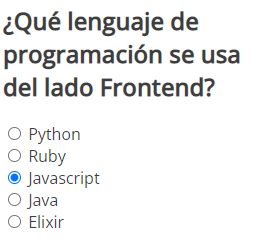 ¿Qué lenguaje de
programación se usa
del lado Frontend?
Python
Ruby
Javascript
Java
Elixir